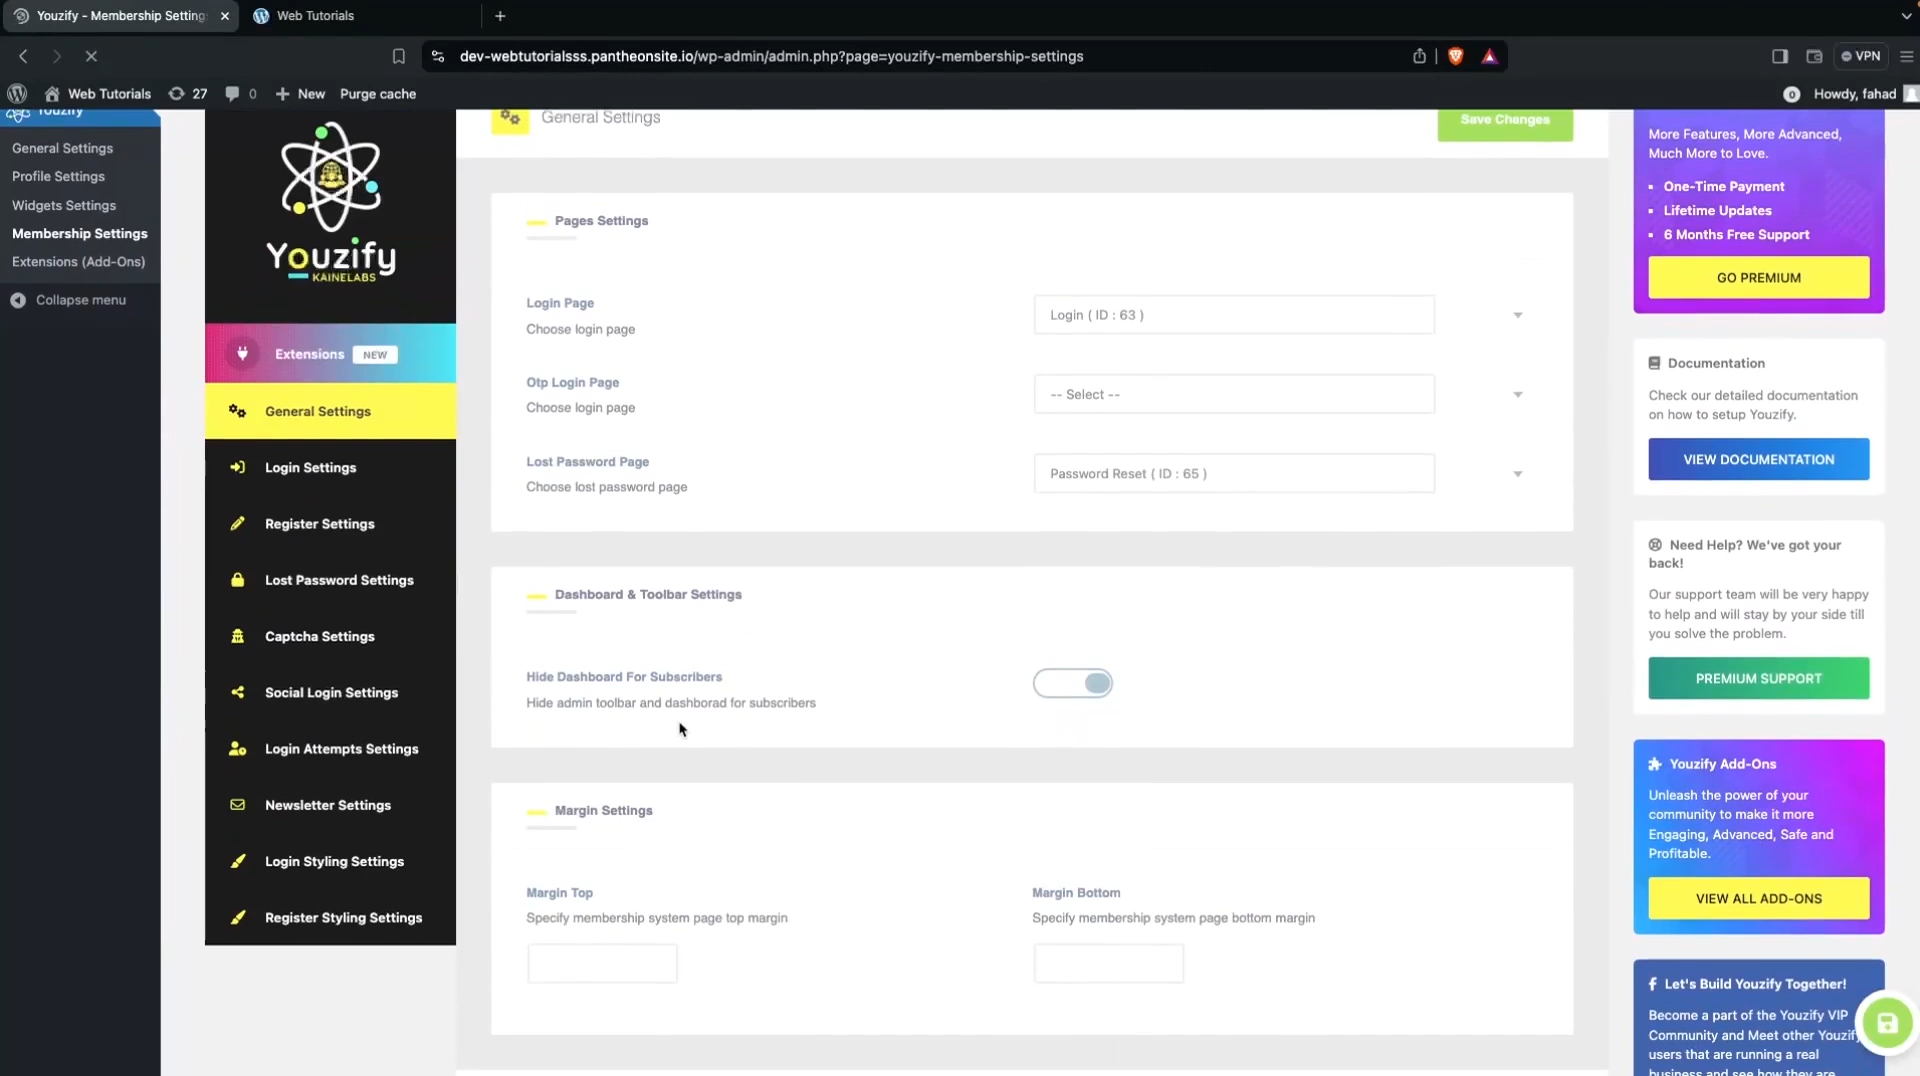 Youzify - Membership Setting
Web Tutorials
dev-webtutorialsss.pantheonsite.io/wp-admin/admin.php?page=youzify-membership-settings
VPN
Web Tutorials
27
0
New
Purge cache
0
Howdy, fahad
Youzify
General Settings
Profile Settings
Widgets Settings
Membership Settings
Extensions (Add-Ons)
Collapse menu
Youzify
KAINELABS
Extensions NEW
General Settings
Login Settings
Register Settings
Lost Password Settings
Captcha Settings
Social Login Settings
Login Attempts Settings
Newsletter Settings
Login Styling Settings
Register Styling Settings
General Settings
Save Changes
Pages Settings
Login Page
Choose login page
Login ( ID : 63 )
Otp Login Page
Choose login page
-- Select --
Lost Password Page
Choose lost password page
Password Reset ( ID : 65 )
Dashboard & Toolbar Settings
Hide Dashboard For Subscribers
Hide admin toolbar and dashborad for subscribers
Margin Settings
Margin Top
Specify membership system page top margin
Margin Bottom
Specify membership system page bottom margin
More Features, More Advanced,
Much More to Love.
One-Time Payment
Lifetime Updates
6 Months Free Support
GO PREMIUM
Documentation
Check our detailed documentation
on how to setup Youzify.
VIEW DOCUMENTATION
Need Help? We've got your
back!
Our support team will be very happy
to help and will stay by your side till
you solve the problem.
PREMIUM SUPPORT
Youzify Add-Ons
Unleash the power of your
community to make it more
Engaging, Advanced, Safe and
Profitable.
VIEW ALL ADD-ONS
Let's Build Youzify Together!
Become a part of the Youzify VIP
Community and Meet other Youzify
users that are running a real
business and see how they are